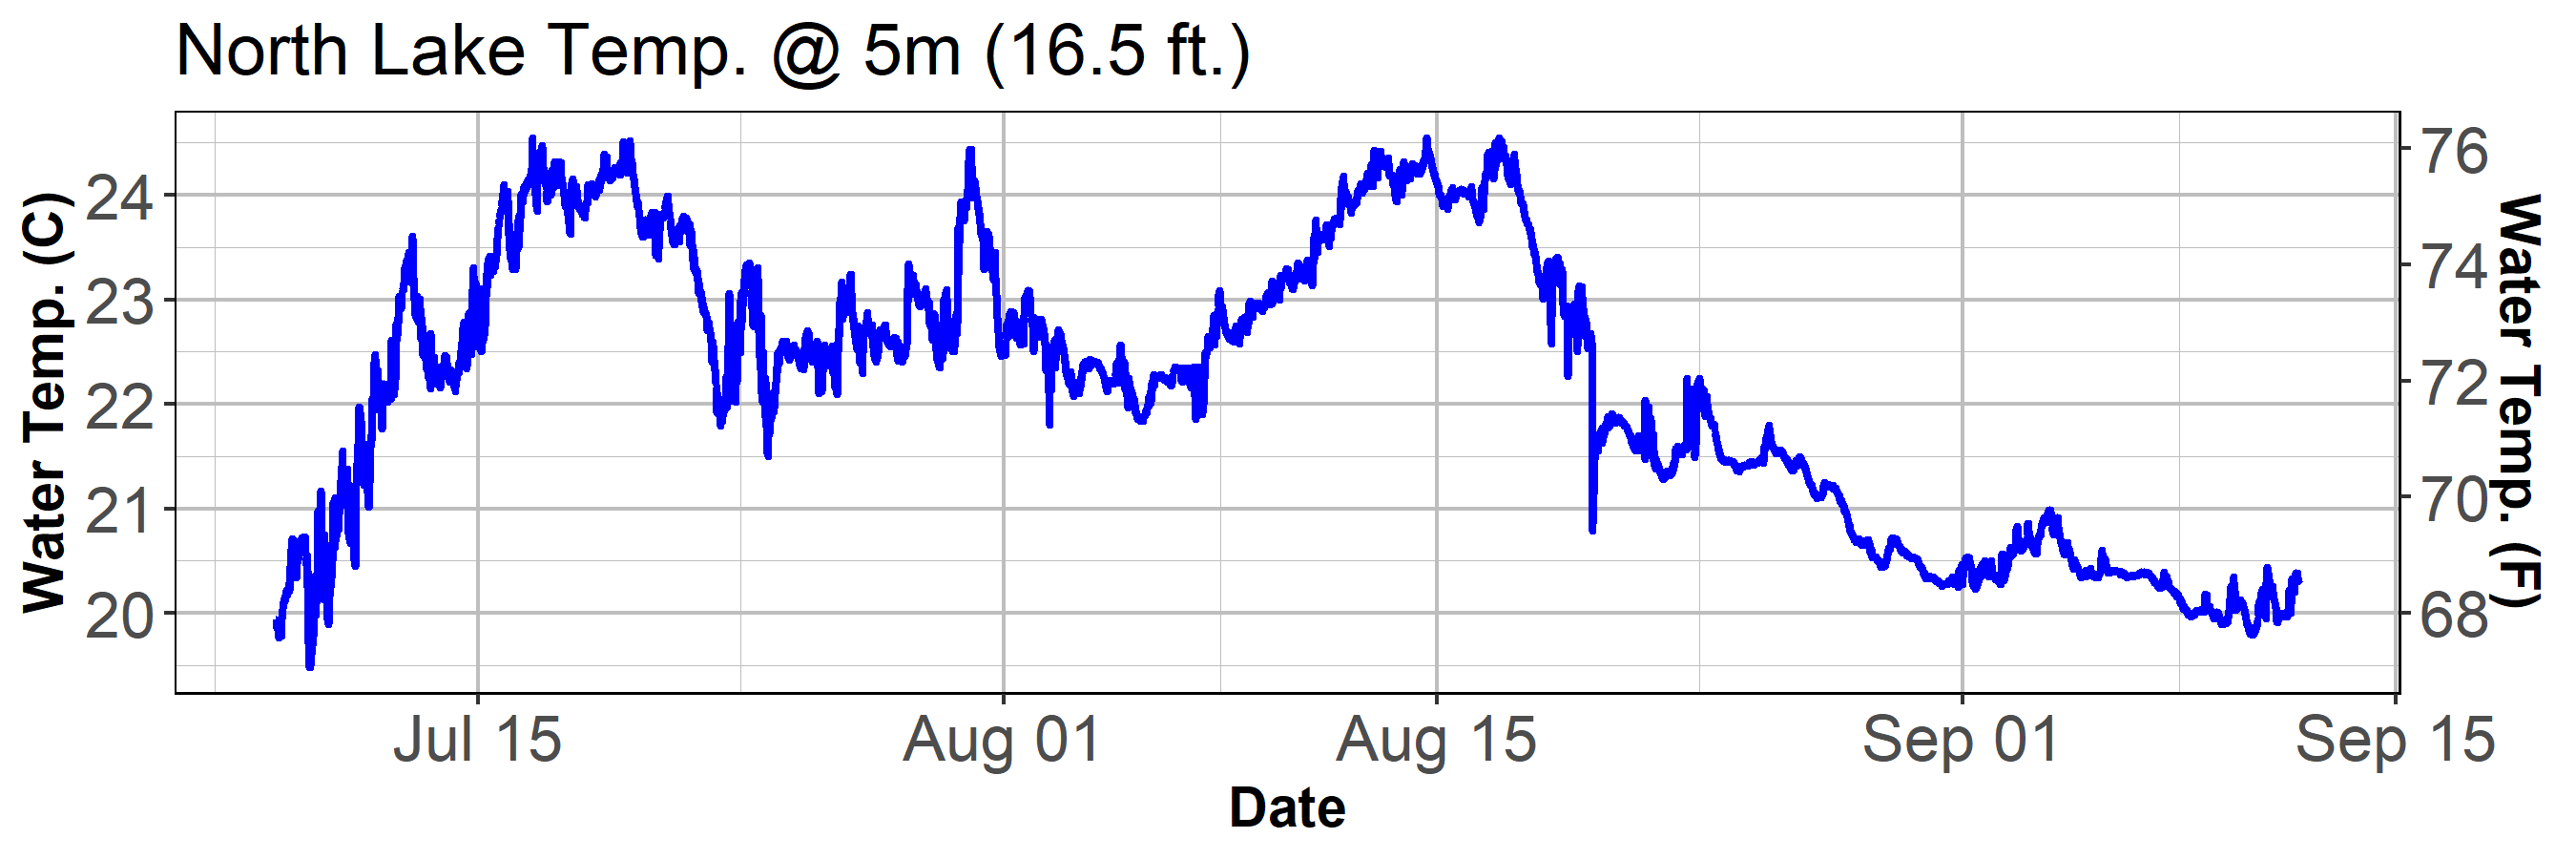 North Lake Temp. @ 5m (16.5 ft.)
Water Temp. (C)
24
23
22
21
20
76
74
72
70
68
Water Temp. (F)
Jul 15
Aug 01
Aug 15
Sep 01
Sep 15
Date